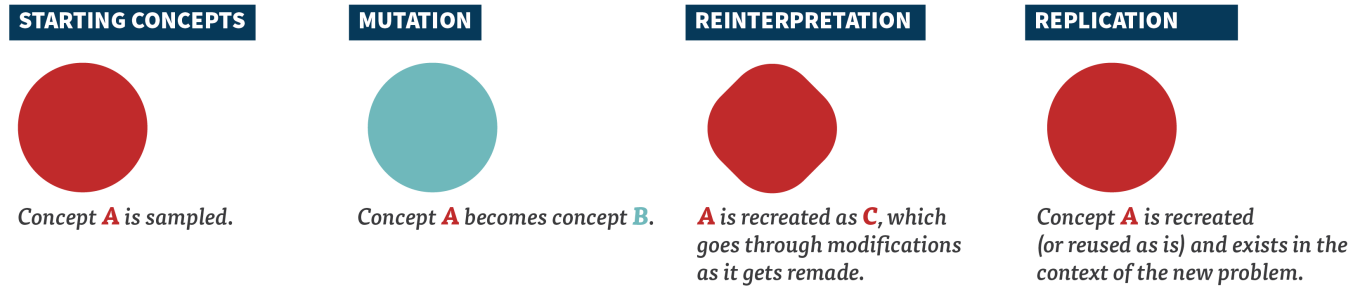 STARTING CONCEPTS
Concept A is sampled.
MUTATION
Concept A becomes concept B.
REINTERPRETATION
A is recreated as C, which
goes through modifications
as it gets remade.
REPLICATION
Concept A is recreated
(or reused as is) and exists in the
context of the new problem.